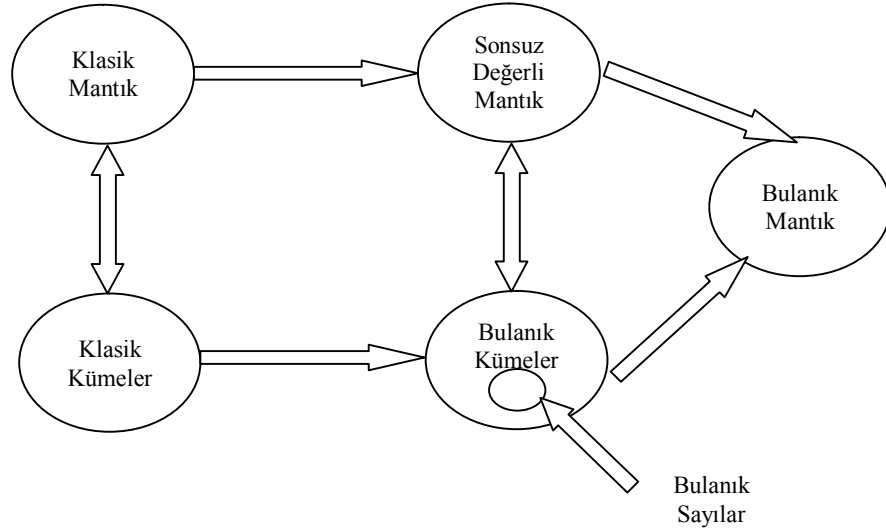 Klasik
Mantık
Sonsuz
Değerli
Mantık
Bulanık
Mantık
Klasik
Kümeler
Bulanık
Kümeler
Bulanık
Sayılar